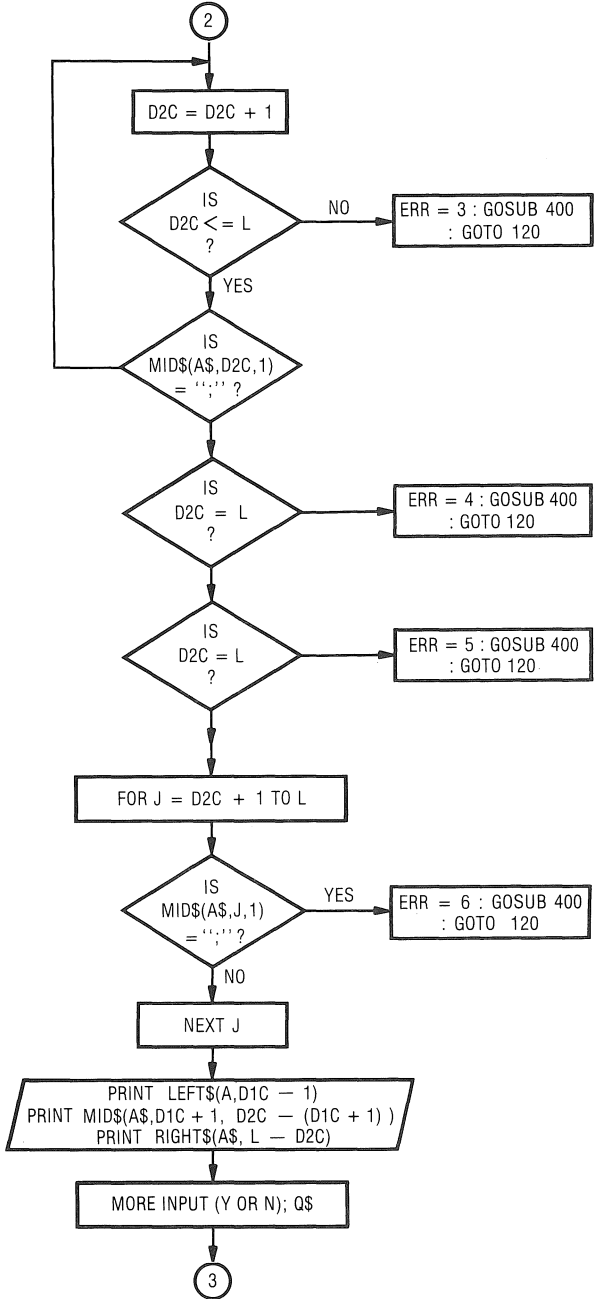 2
D2C = D2C + 1
IS
D2C <= L
?
NO
ERR = 3 : GOSUB 400
: GOTO 120
YES
IS
MID$(A$,D2C,1)
= ‘‘;’’ ?
IS
D2C = L
?
ERR = 4 : GOSUB 400
: GOTO 120
IS
D2C = L
?
ERR = 5 : GOSUB 400
: GOTO 120
FOR J = D2C + 1 TO L
IS
MID$(A$,J,1)
= ‘‘;’’ ?
YES
ERR = 6 : GOSUB 400
: GOTO 120
NO
NEXT J
PRINT LEFT$(A,D1C — 1)
PRINT MID$(A$,D1C + 1, D2C — (D1C + 1) )
PRINT RIGHT$(A$, L — D2C)
MORE INPUT (Y OR N); Q$
3